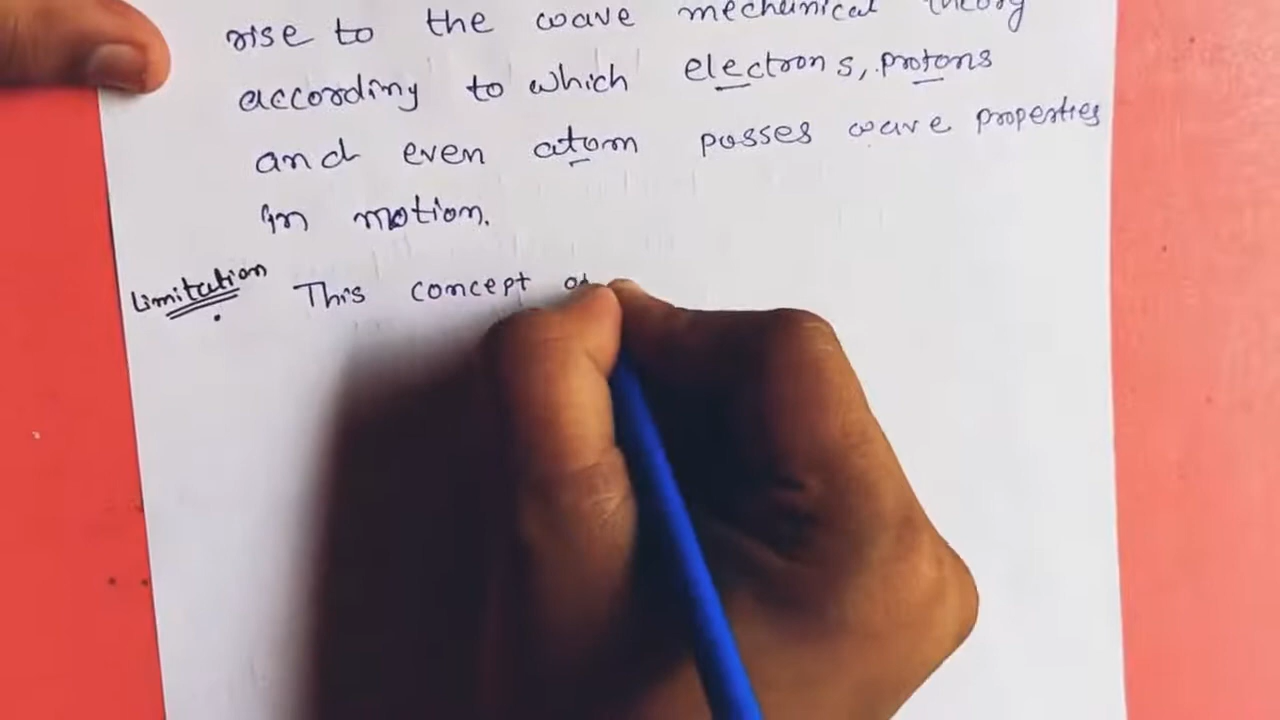 rise to the wave mechanical theory
according to which electrons, protons
and even atom posses wave properties
in motion.
Limitation This concept